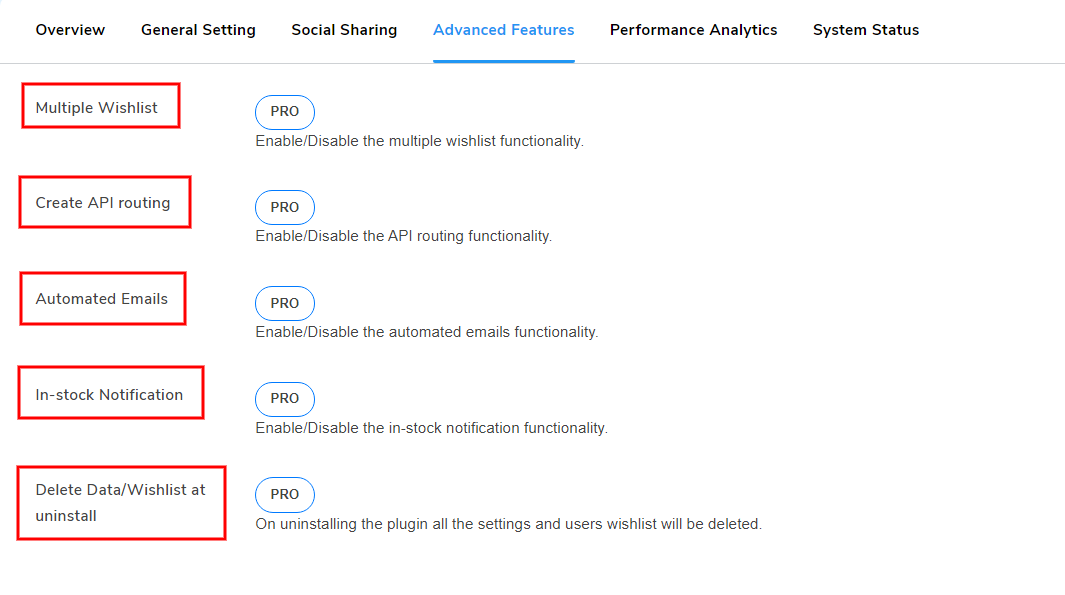 Overview General Setting Social Sharing Advanced Features Performance Analytics System Status
Multiple Wishlist
PRO
Enable/Disable the multiple wishlist functionality.
Create API routing
PRO
Enable/Disable the API routing functionality.
Automated Emails
PRO
Enable/Disable the automated emails functionality.
In-stock Notification
PRO
Enable/Disable the in-stock notification functionality.
Delete Data/Wishlist at
uninstall
PRO
On uninstalling the plugin all the settings and users wishlist will be deleted.